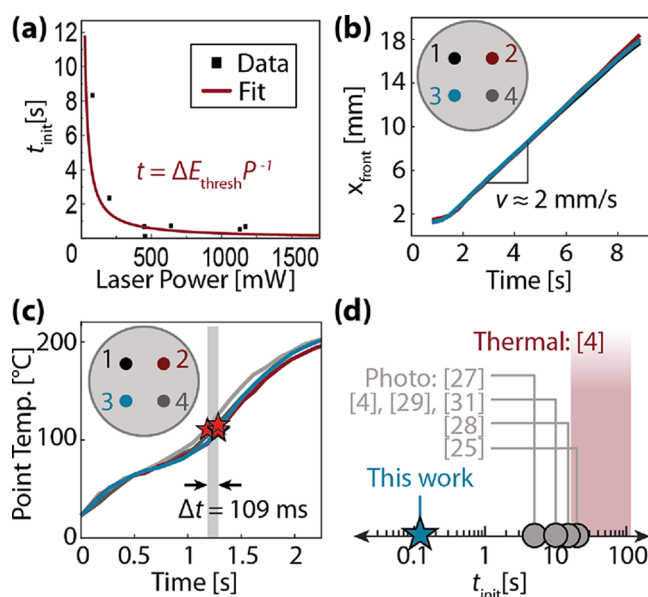 (a)
12
10
8
6
4
2
t_init[s]
Data
Fit
t = ΔE_thresh P⁻¹
0 500 1000 1500
Laser Power [mW]
(b)
18
14
10
6
2
x_front [mm]
1 2
3 4
v ≈ 2 mm/s
0 2 4 6 8
Time [s]
(c)
200
100
0
Point Temp. [°C]
1 2
3 4
Δt = 109 ms
0 0.5 1 1.5 2
Time [s]
(d)
Thermal: [4]
Photo: [27]
[4], [29], [31]
[28]
[25]
This work
0.1 1 10 100
t_init[s]